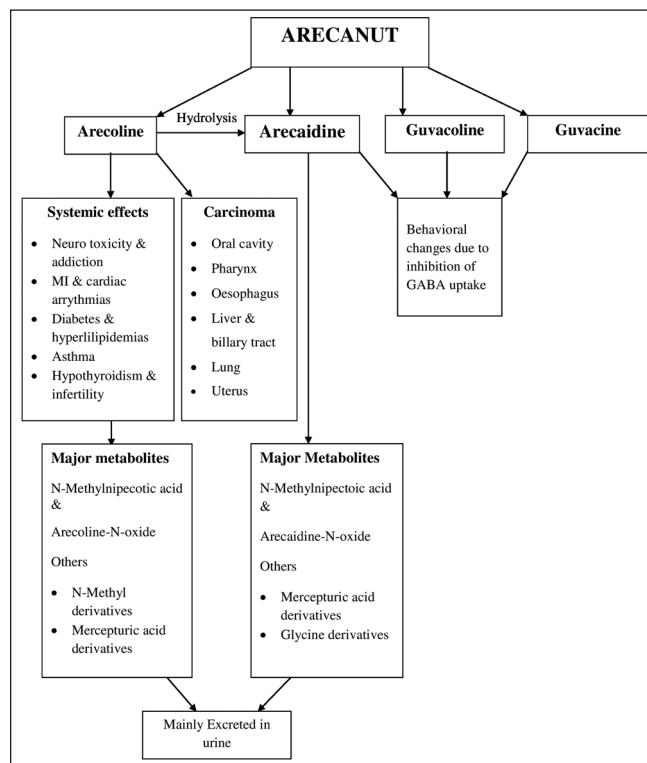 ARECANUT
Hydrolysis
Arecoline
Arecaidine
Guvacoline
Guvacine
Systemic effects
• Neuro toxicity &
addiction
• MI & cardiac
arrythmias
• Diabetes &
hyperlilipidemias
• Asthma
• Hypothyroidism &
infertility
Carcinoma
• Oral cavity
• Pharynx
• Oesophagus
• Liver &
billary tract
• Lung
• Uterus
Behavioral
changes due to
inhibition of
GABA uptake
Major metabolites
N-Methylnipecotic acid
&
Arecoline-N-oxide
Others
• N-Methyl
derivatives
• Mercepturic acid
derivatives
Major Metabolites
N-Methylnipectoic acid
&
Arecaidine-N-oxide
Others
• Mercepturic acid
derivatives
• Glycine derivatives
Mainly Excreted in
urine